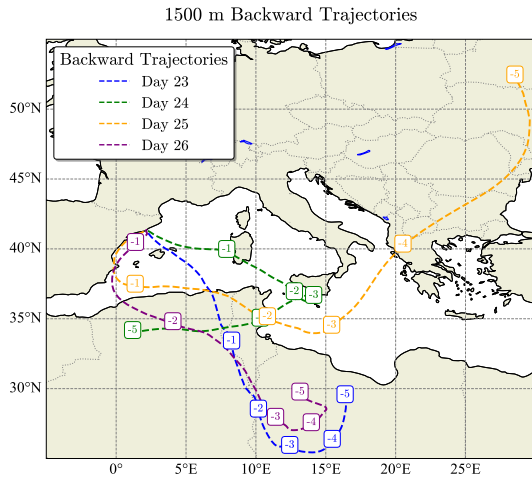 1500 m Backward Trajectories
Backward Trajectories
Day 23
Day 24
Day 25
Day 26
50°N
45°N
40°N
35°N
30°N
0°
5°E
10°E
15°E
20°E
25°E
-5
-4
-1
-1
-1
-2
-3
-2
-3
-5
-2
-1
-5
-5
-2
-3
-4
-3
-4